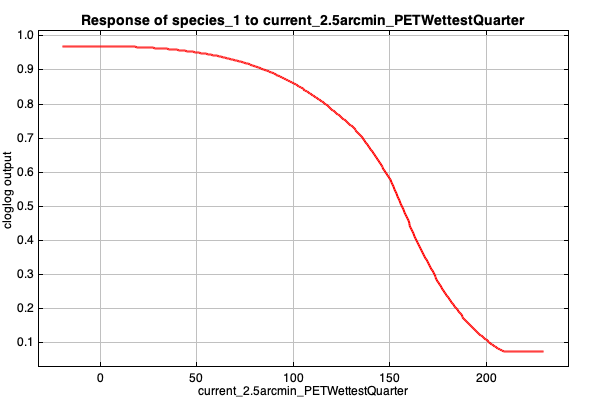 Response of species_1 to current_2.5arcmin_PETWettestQuarter
1.0
0.9
0.8
0.7
0.6
0.5
0.4
0.3
0.2
0.1
cloglog output
0 50 100 150 200
current_2.5arcmin_PETWettestQuarter